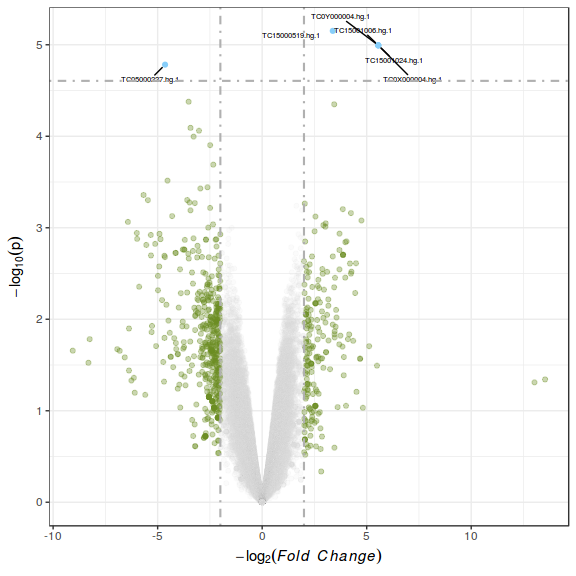 TC0Y000004.hg.1
TC15001006.hg.1
TC15000519.hg.1
TC15001024.hg.1
TC05000227.hg.1
TC0X000004.hg.1
5
4
3
2
1
0
-10
-5
0
5
10
−log10(p)
−log2(Fold Change)